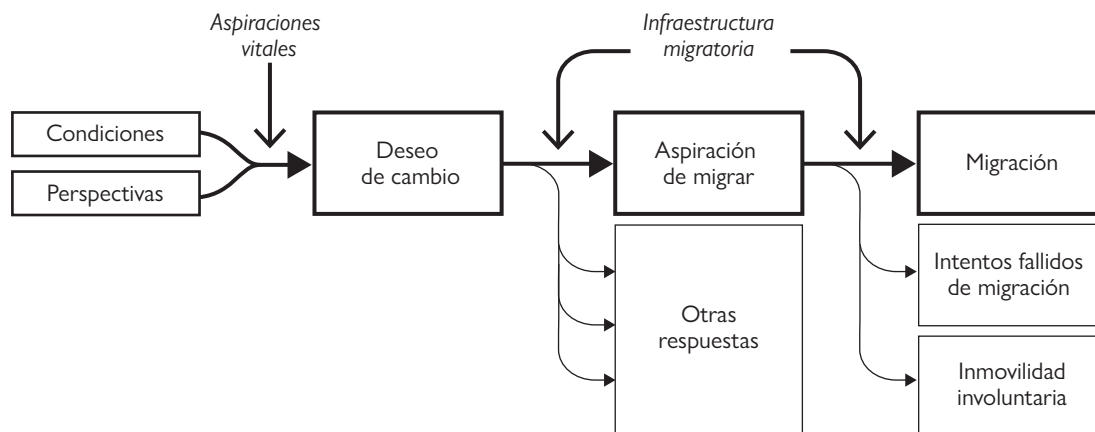 Aspiraciones
vitales
Infraestructura
migratoria
Condiciones
Perspectivas
Deseo
de cambio
Aspiración
de migrar
Migración
Otras
respuestas
Intentos fallidos
de migración
Inmovilidad
involuntaria